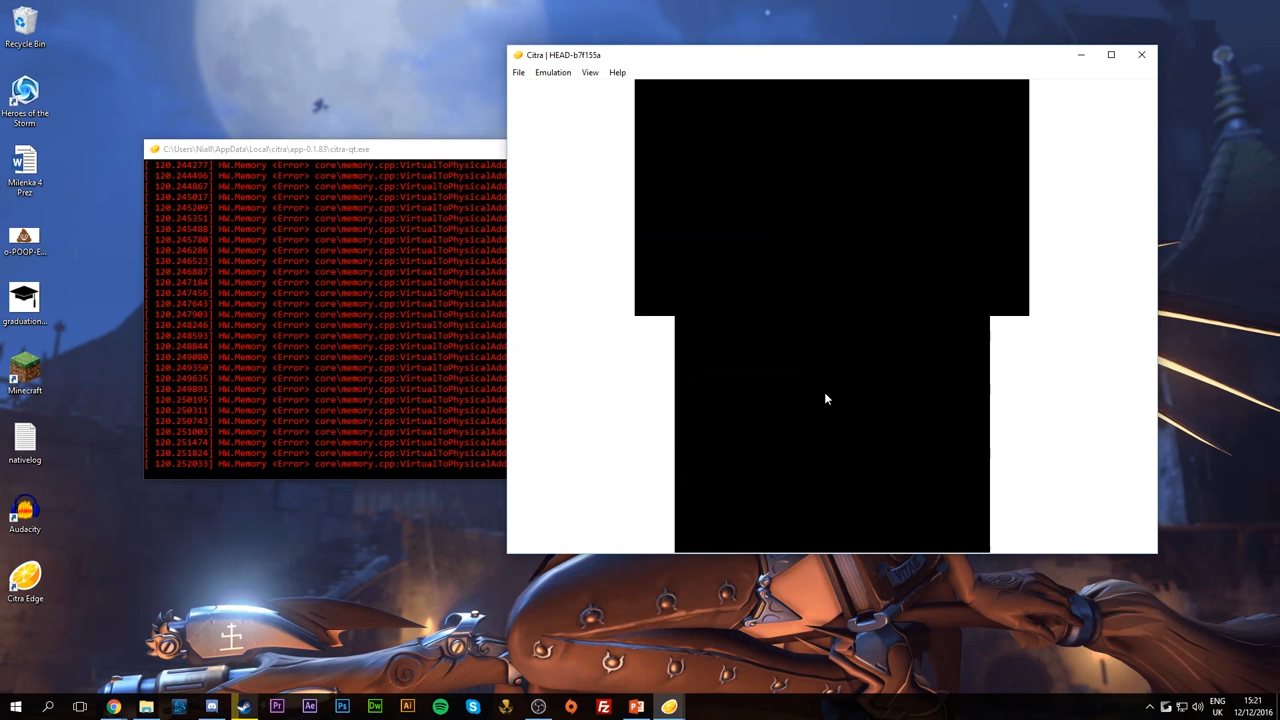 Recycle Bin
Heroes of the
Storm
Milenka 4
Prez
o-POOP-E...
graduation...
Minecraft
nativelog
Audacity
Citra Edge
C:\Users\Niall\AppData\Local\citra\app-0.1.83\citra-qt.exe
[ 120.244277] HW.Memory <Error> core\memory.cpp:VirtualToPhysicalAdd
[ 120.244496] HW.Memory <Error> core\memory.cpp:VirtualToPhysicalAdd
[ 120.244867] HW.Memory <Error> core\memory.cpp:VirtualToPhysicalAdd
[ 120.245017] HW.Memory <Error> core\memory.cpp:VirtualToPhysicalAdd
[ 120.245209] HW.Memory <Error> core\memory.cpp:VirtualToPhysicalAdd
[ 120.245351] HW.Memory <Error> core\memory.cpp:VirtualToPhysicalAdd
[ 120.245488] HW.Memory <Error> core\memory.cpp:VirtualToPhysicalAdd
[ 120.245780] HW.Memory <Error> core\memory.cpp:VirtualToPhysicalAdd
[ 120.246286] HW.Memory <Error> core\memory.cpp:VirtualToPhysicalAdd
[ 120.246523] HW.Memory <Error> core\memory.cpp:VirtualToPhysicalAdd
[ 120.246887] HW.Memory <Error> core\memory.cpp:VirtualToPhysicalAdd
[ 120.247184] HW.Memory <Error> core\memory.cpp:VirtualToPhysicalAdd
[ 120.247456] HW.Memory <Error> core\memory.cpp:VirtualToPhysicalAdd
[ 120.247643] HW.Memory <Error> core\memory.cpp:VirtualToPhysicalAdd
[ 120.247903] HW.Memory <Error> core\memory.cpp:VirtualToPhysicalAdd
[ 120.248246] HW.Memory <Error> core\memory.cpp:VirtualToPhysicalAdd
[ 120.248593] HW.Memory <Error> core\memory.cpp:VirtualToPhysicalAdd
[ 120.248844] HW.Memory <Error> core\memory.cpp:VirtualToPhysicalAdd
[ 120.249080] HW.Memory <Error> core\memory.cpp:VirtualToPhysicalAdd
[ 120.249350] HW.Memory <Error> core\memory.cpp:VirtualToPhysicalAdd
[ 120.249635] HW.Memory <Error> core\memory.cpp:VirtualToPhysicalAdd
[ 120.249891] HW.Memory <Error> core\memory.cpp:VirtualToPhysicalAdd
[ 120.250195] HW.Memory <Error> core\memory.cpp:VirtualToPhysicalAdd
[ 120.250311] HW.Memory <Error> core\memory.cpp:VirtualToPhysicalAdd
[ 120.250743] HW.Memory <Error> core\memory.cpp:VirtualToPhysicalAdd
[ 120.251003] HW.Memory <Error> core\memory.cpp:VirtualToPhysicalAdd
[ 120.251474] HW.Memory <Error> core\memory.cpp:VirtualToPhysicalAdd
[ 120.251824] HW.Memory <Error> core\memory.cpp:VirtualToPhysicalAdd
[ 120.252033] HW.Memory <Error> core\memory.cpp:VirtualToPhysicalAdd
Citra | HEAD-b7f155a
File Emulation View Help
VITAE
Pr Ae Ps Dw Ai
ENG
UK
15:21
12/12/2016